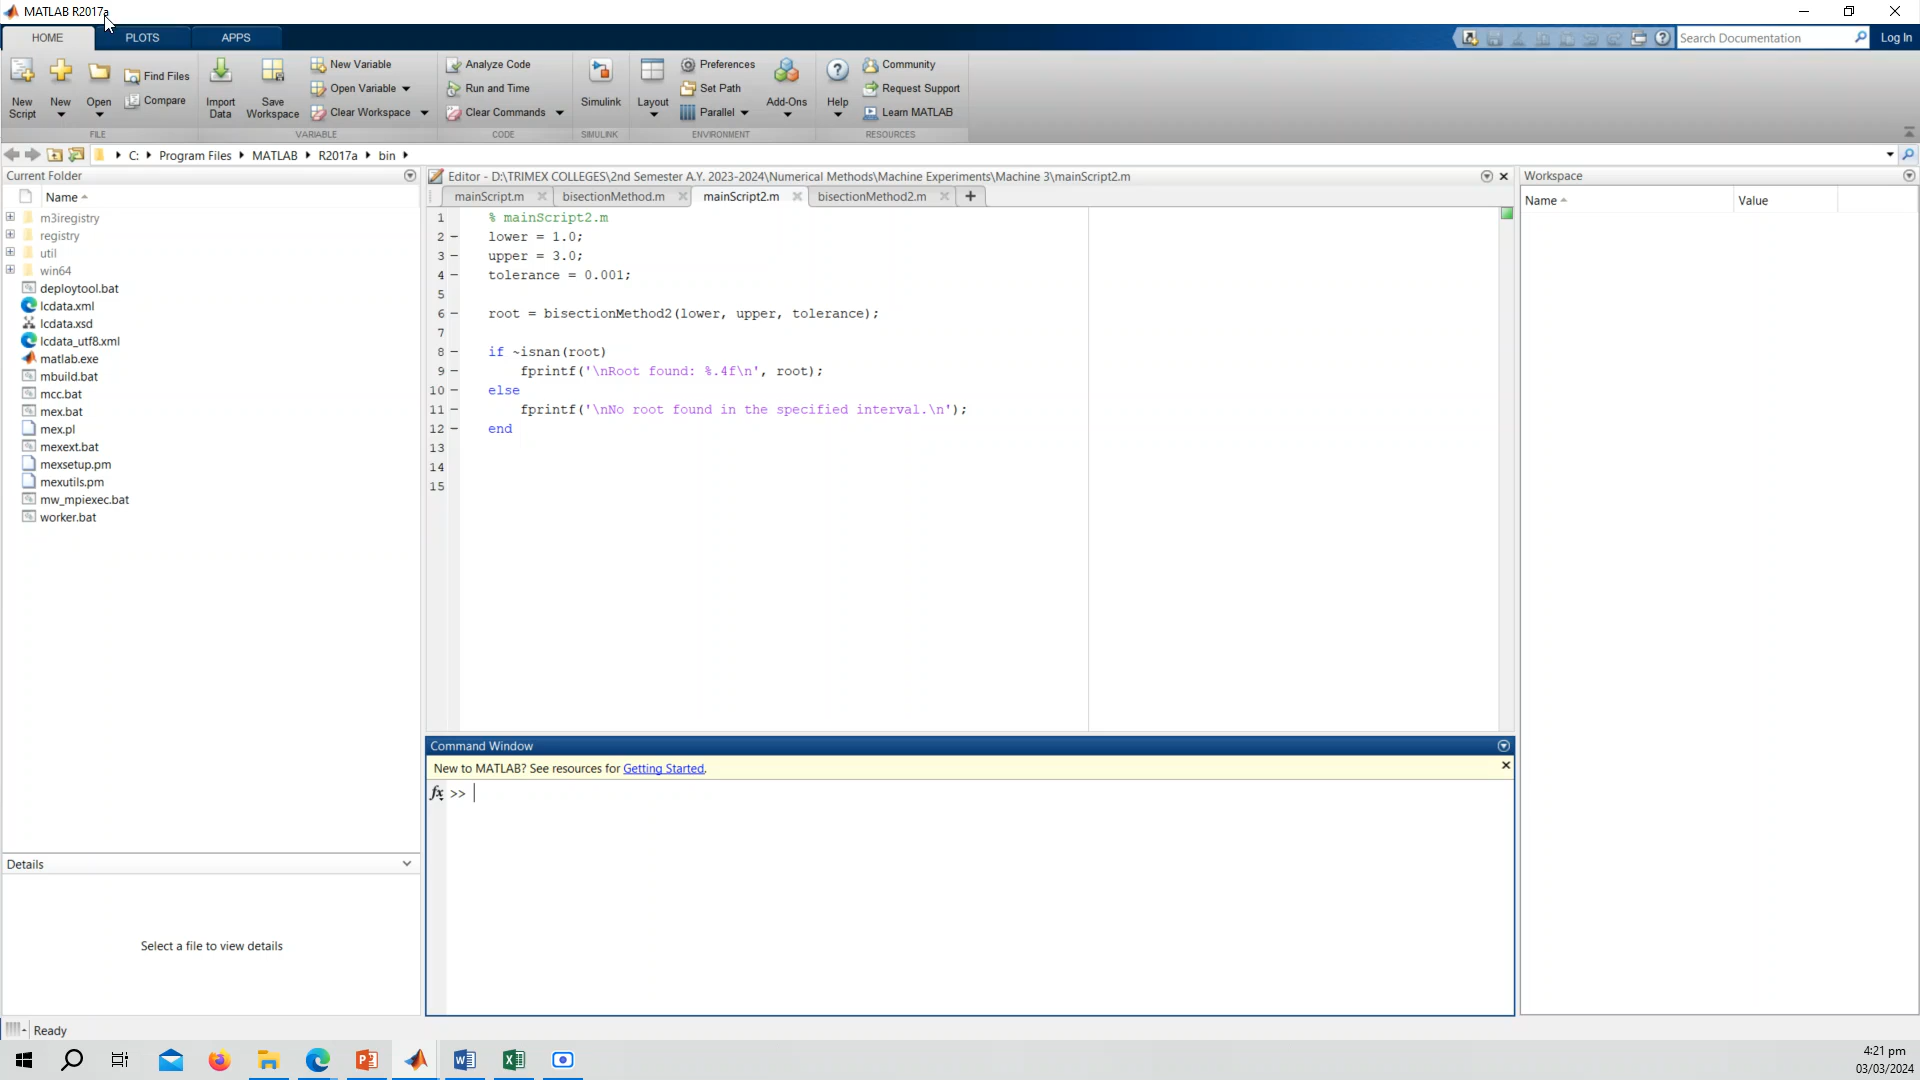 MATLAB R2017a
HOME PLOTS APPS
Search Documentation Log In
New Script
New
Open
Find Files
Compare
FILE
Import Data
Save Workspace
New Variable
Open Variable
Clear Workspace
VARIABLE
Analyze Code
Run and Time
Clear Commands
CODE
Simulink
SIMULINK
Layout
Preferences
Set Path
Parallel
Add-Ons
ENVIRONMENT
Help
Community
Request Support
Learn MATLAB
RESOURCES
C: Program Files MATLAB R2017a bin
Current Folder
Name
m3iregistry
registry
util
win64
deploytool.bat
lcdata.xml
lcdata.xsd
lcdata_utf8.xml
matlab.exe
mbuild.bat
mcc.bat
mex.bat
mex.pl
mexext.bat
mexsetup.pm
mexutils.pm
mw_mpiexec.bat
worker.bat
Details
Select a file to view details
Editor - D:\TRIMEX COLLEGES\2nd Semester A.Y. 2023-2024\Numerical Methods\Machine Experiments\Machine 3\mainScript2.m
mainScript.m bisectionMethod.m mainScript2.m bisectionMethod2.m
1 % mainScript2.m
2 - lower = 1.0;
3 - upper = 3.0;
4 - tolerance = 0.001;
5
6 - root = bisectionMethod2(lower, upper, tolerance);
7
8 - if ~isnan(root)
9 - fprintf('\nRoot found: %.4f\n', root);
10 - else
11 - fprintf('\nNo root found in the specified interval.\n');
12 - end
13
14
15
Command Window
New to MATLAB? See resources for Getting Started.
fx >>
Workspace
Name Value
Ready
4:21 pm
03/03/2024